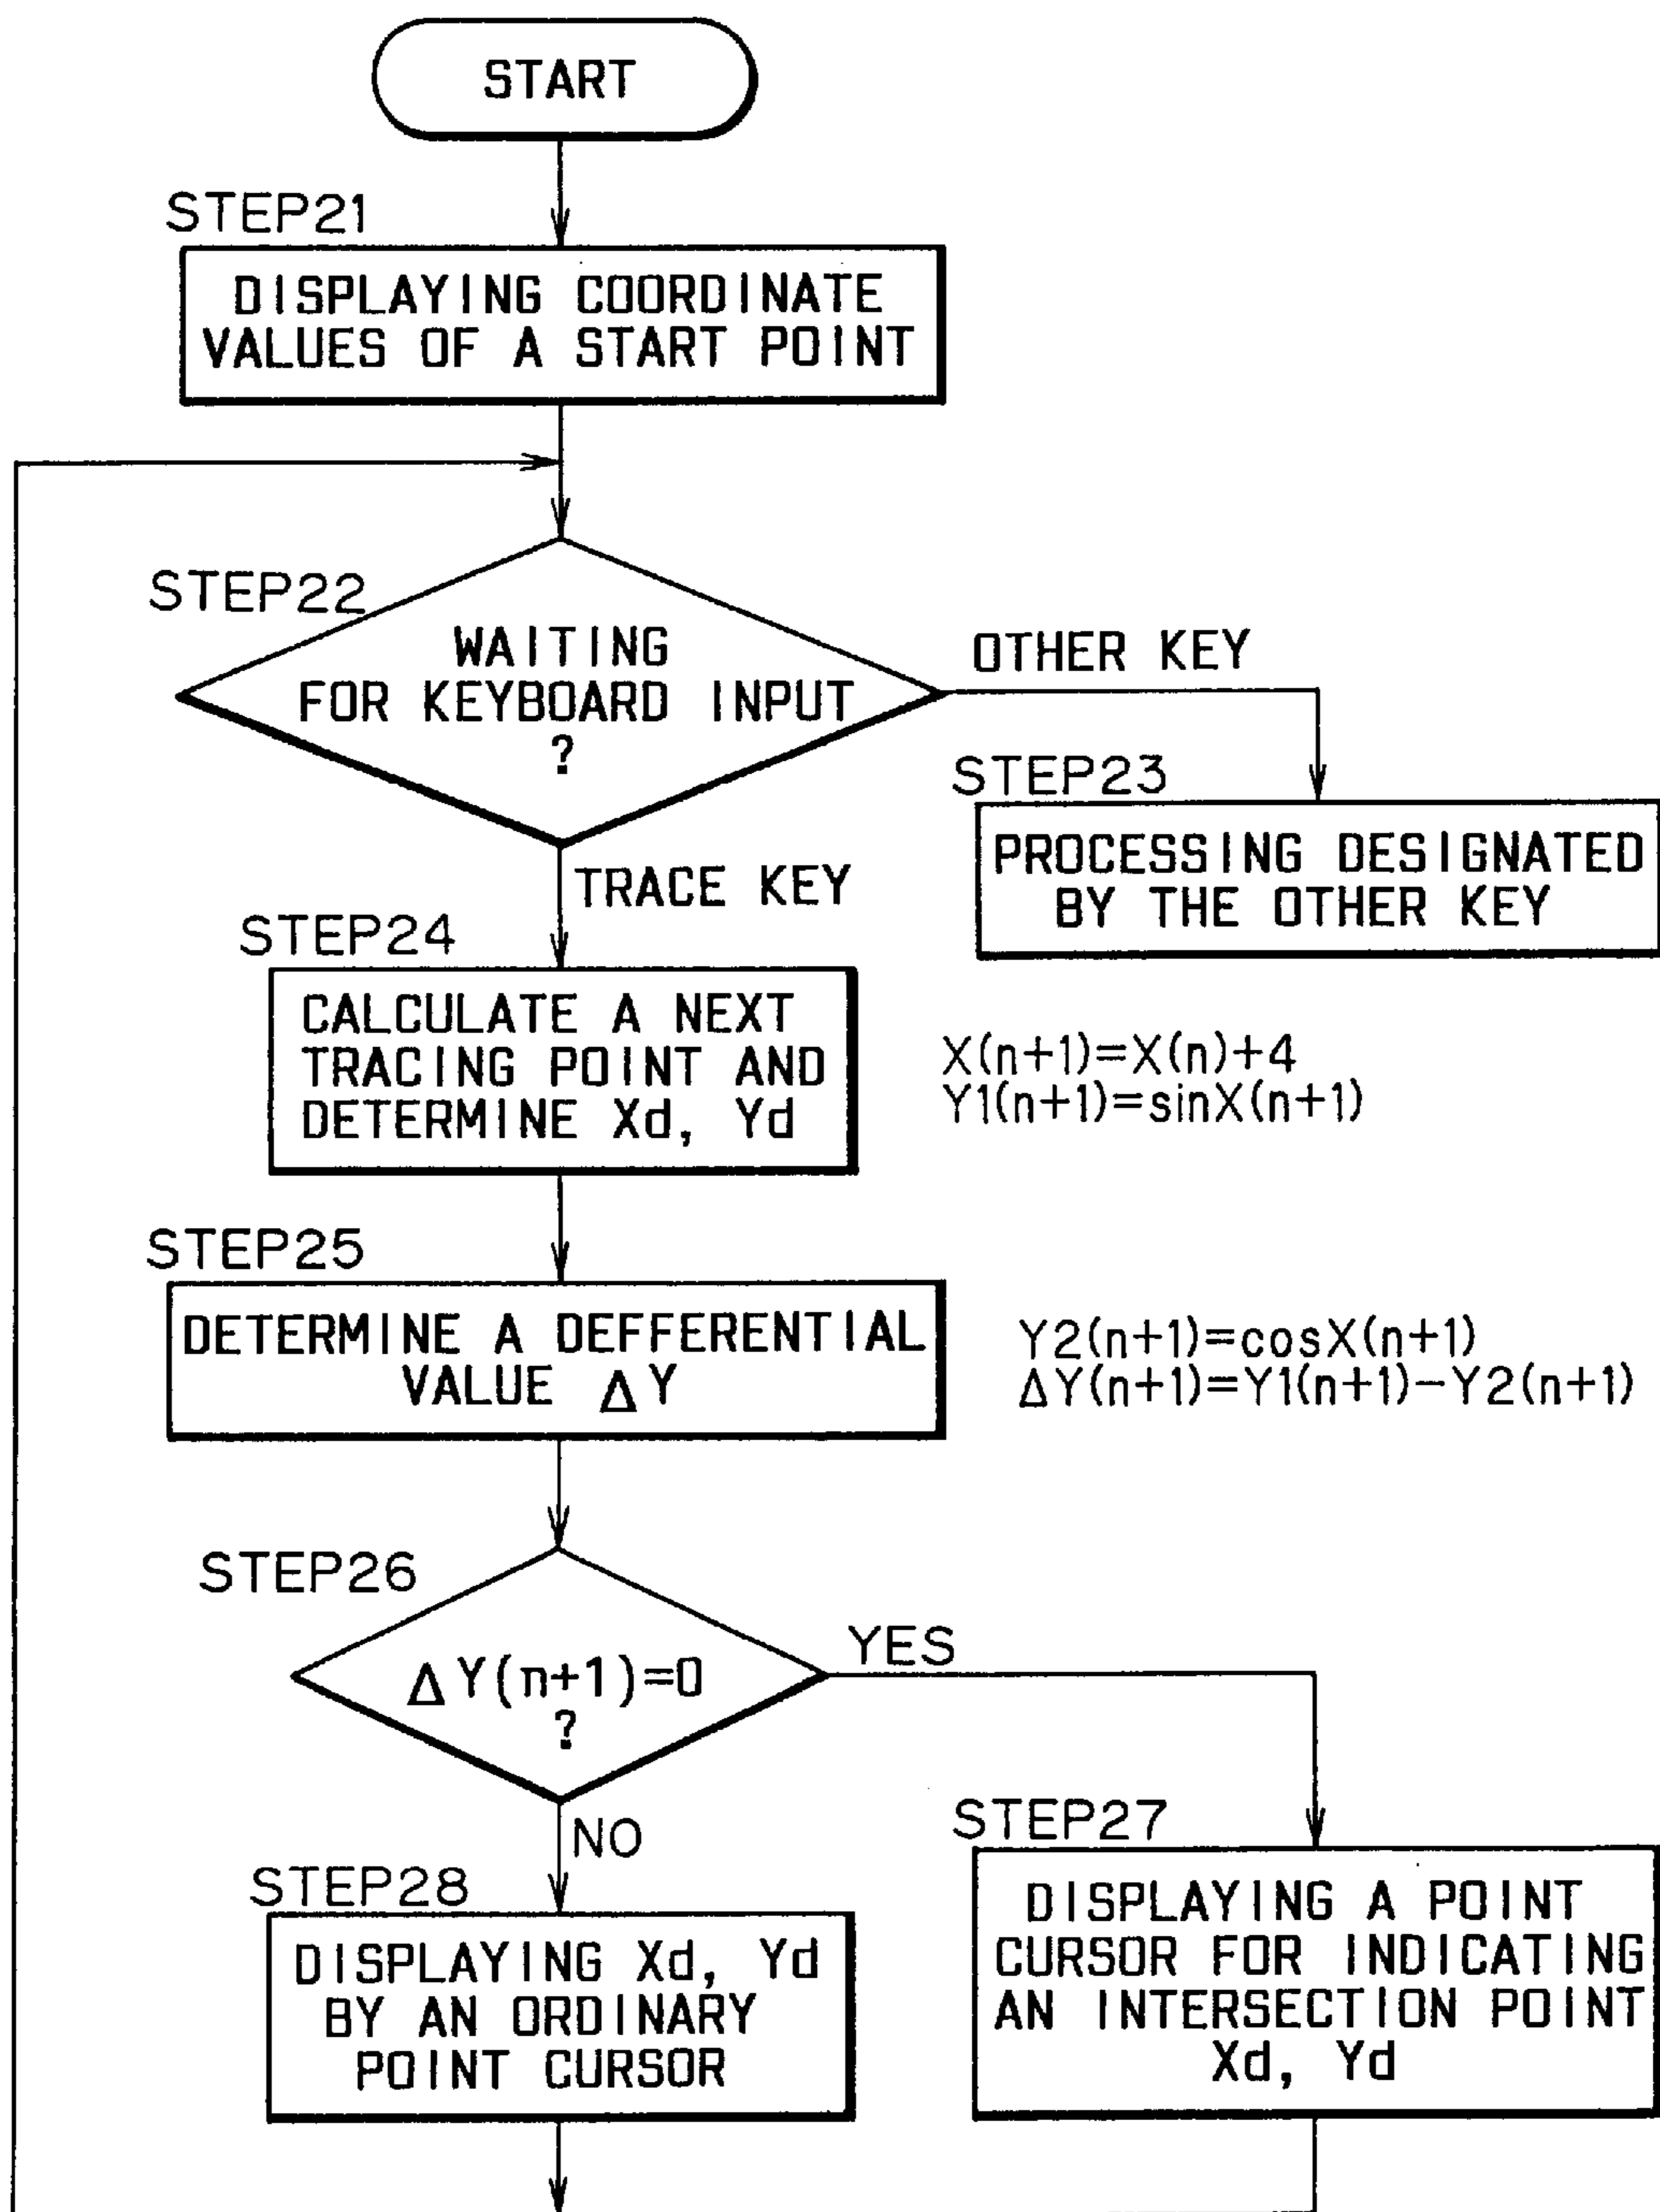 START
STEP21
DISPLAYING COORDINATE
VALUES OF A START POINT
STEP22
WAITING
FOR KEYBOARD INPUT
?
OTHER KEY
STEP23
PROCESSING DESIGNATED
BY THE OTHER KEY
TRACE KEY
STEP24
CALCULATE A NEXT
TRACING POINT AND
DETERMINE Xd, Yd
X(n+1)=X(n)+4
Y1(n+1)=sinX(n+1)
STEP25
DETERMINE A DEFFERENTIAL
VALUE ΔY
Y2(n+1)=cosX(n+1)
ΔY(n+1)=Y1(n+1)-Y2(n+1)
STEP26
ΔY(n+1)=0
?
YES
STEP27
DISPLAYING A POINT
CURSOR FOR INDICATING
AN INTERSECTION POINT
Xd, Yd
NO
STEP28
DISPLAYING Xd, Yd
BY AN ORDINARY
POINT CURSOR